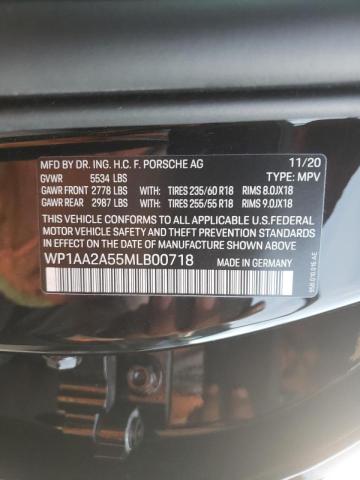 MFD BY DR. ING. H.C. F. PORSCHE AG 11/20
GVWR 5534 LBS TYPE: MPV
GAWR FRONT 2778 LBS WITH: TIRES 235/60 R18 RIMS 8.0JX18
GAWR REAR 2987 LBS WITH: TIRES 255/55 R18 RIMS 9.0JX18
THIS VEHICLE CONFORMS TO ALL APPLICABLE U.S. FEDERAL
MOTOR VEHICLE SAFETY AND THEFT PREVENTION STANDARDS
IN EFFECT ON THE DATE OF MANUFACTURE SHOWN ABOVE.
WP1AA2A55MLB00718 GERMANY